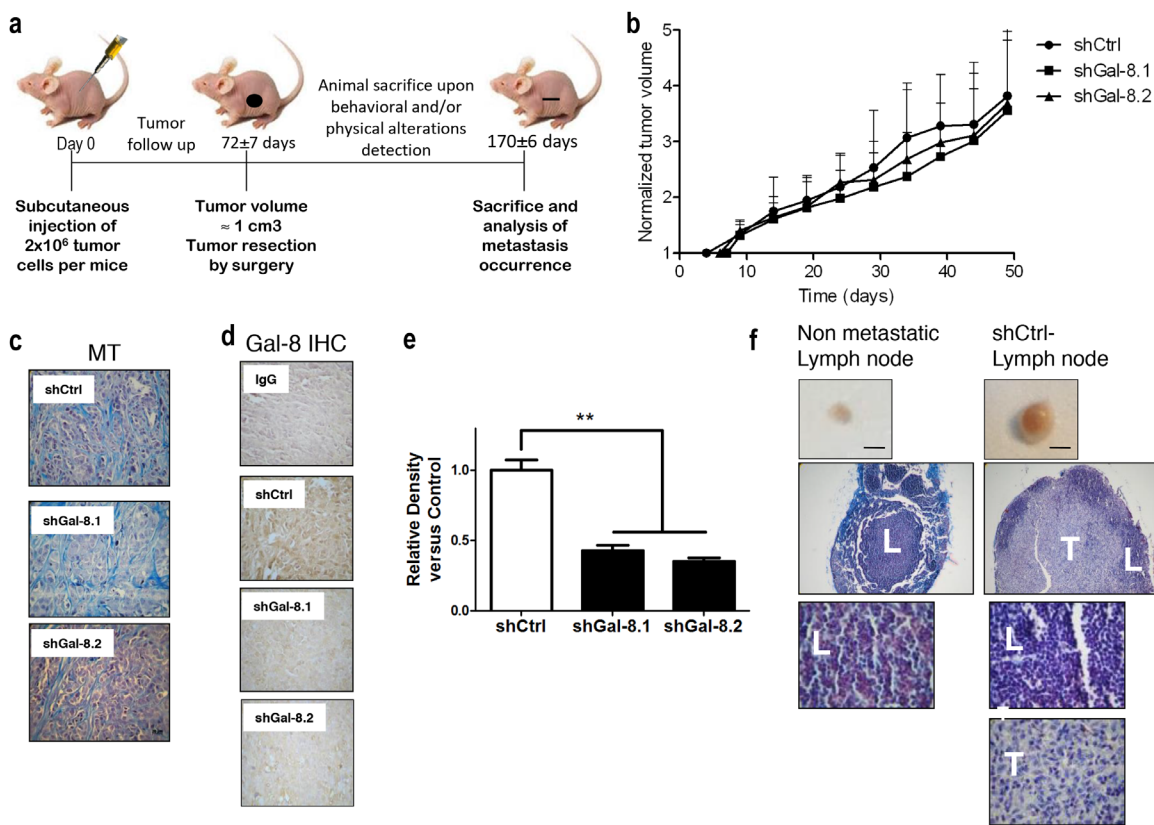 a
Day 0
Tumor
follow up
72±7 days
Animal sacrifice upon
behavioral and/or
physical alterations
detection
170±6 days
Subcutaneous
injection of
2x10⁶ tumor
cells per mice
Tumor volume
≈ 1 cm3
Tumor resection
by surgery
Sacrifice and
analysis of
metastasis
occurrence
b
Normalized tumor volume
5
4
3
2
1
0
10
20
30
40
50
Time (days)
shCtrl
shGal-8.1
shGal-8.2
c
MT
shCtrl
shGal-8.1
shGal-8.2
d
Gal-8 IHC
IgG
shCtrl
shGal-8.1
shGal-8.2
e
Relative Density
versus Control
1.0
0.5
0.0
**
shCtrl
shGal-8.1
shGal-8.2
f
Non metastatic
Lymph node
shCtrl-
Lymph node
L
T
L
L
L
T